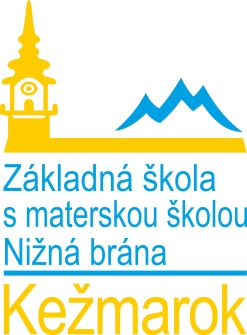 Základná škola
s materskou školou
Nižná brána
Kežmarok